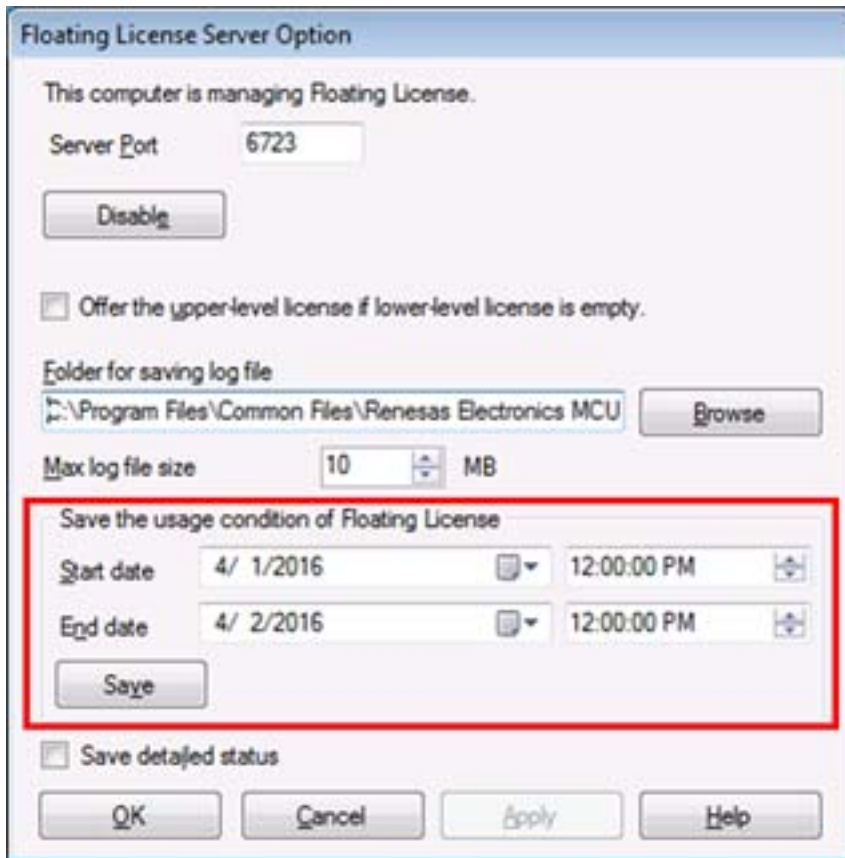 Floating License Server Option
This computer is managing Floating License.
Server Port 6723
Disable
Offer the upper-level license if lower-level license is empty.
Folder for saving log file
C:\Program Files\Common Files\Renesas Electronics MCU Browse
Max log file size 10 MB
Save the usage condition of Floating License
Start date 4/ 1/2016 12:00:00 PM
End date 4/ 2/2016 12:00:00 PM
Save
Save detailed status
OK Cancel Apply Help